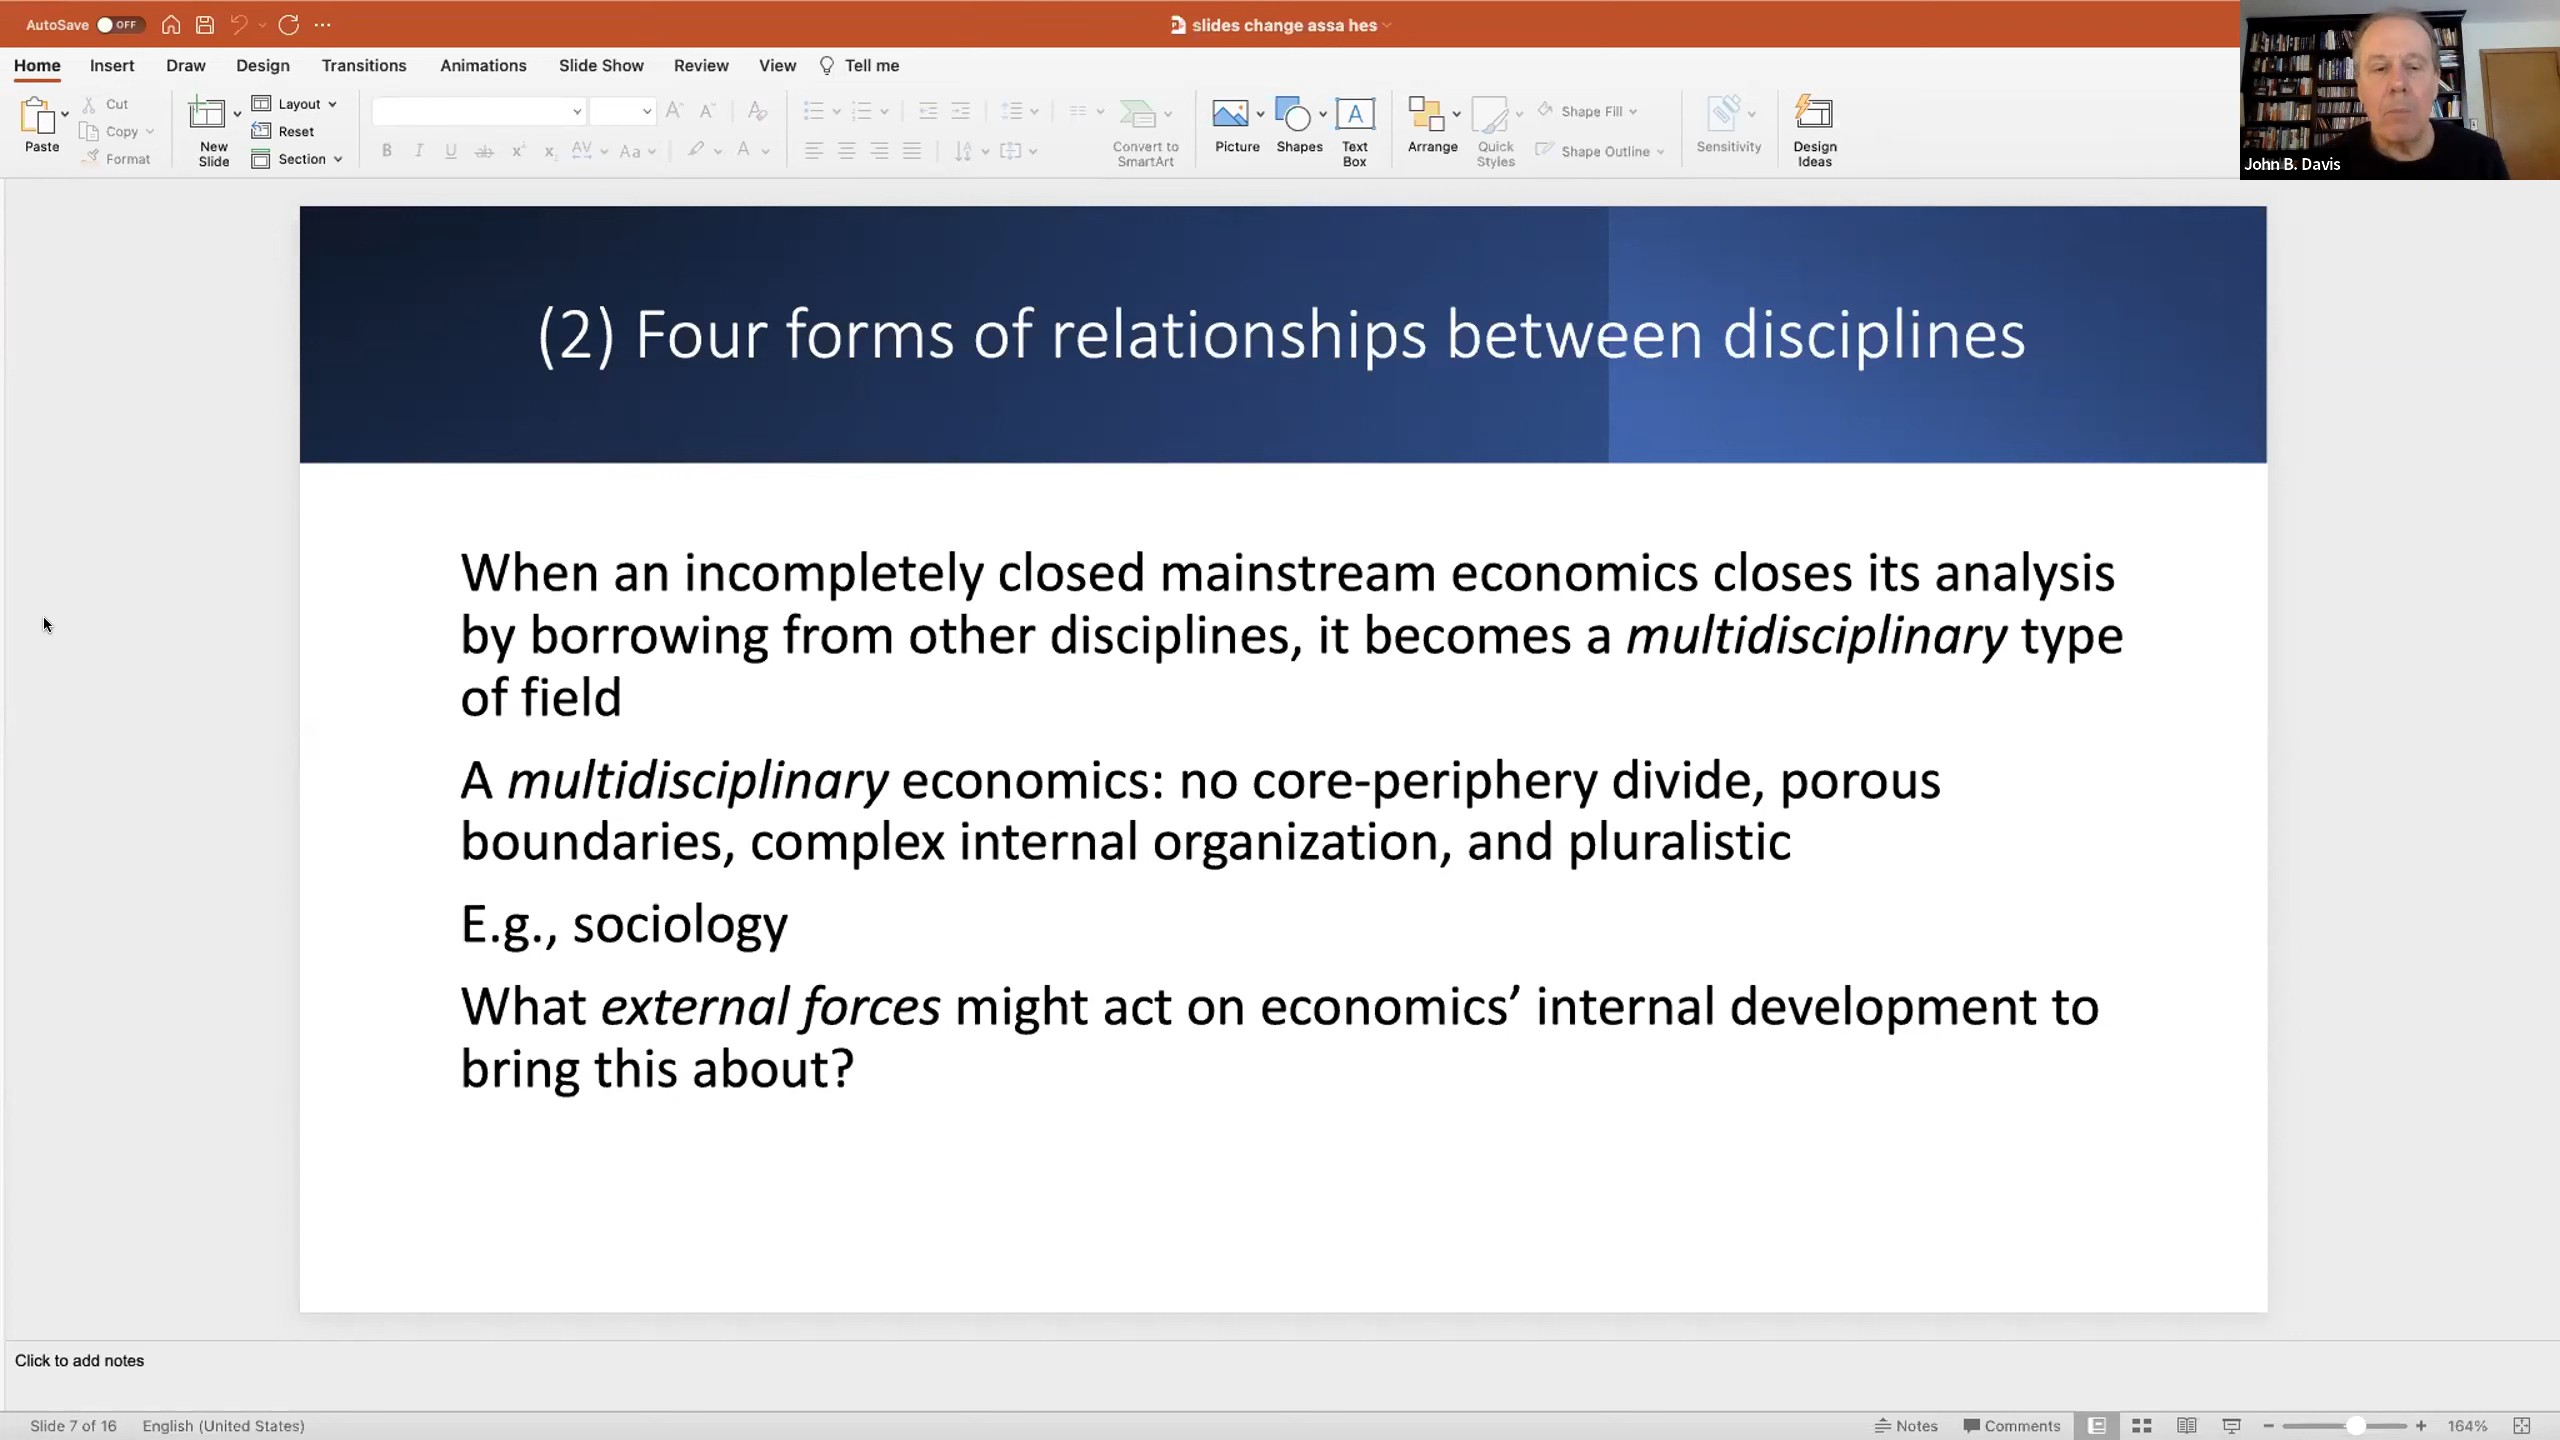 AutoSave OFF
slides change assa hes
Home Insert Draw Design Transitions Animations Slide Show Review View Tell me
Paste
Cut
Copy
Format
New
Slide
Layout
Reset
Section
Convert to
SmartArt
Picture
Shapes
Text
Box
Arrange
Quick
Styles
Shape Fill
Shape Outline
Sensitivity
Design
Ideas
John B. Davis
(2) Four forms of relationships between disciplines
When an incompletely closed mainstream economics closes its analysis
by borrowing from other disciplines, it becomes a multidisciplinary type
of field
A multidisciplinary economics: no core-periphery divide, porous
boundaries, complex internal organization, and pluralistic
E.g., sociology
What external forces might act on economics’ internal development to
bring this about?
Click to add notes
Slide 7 of 16 English (United States)
Notes Comments 164%